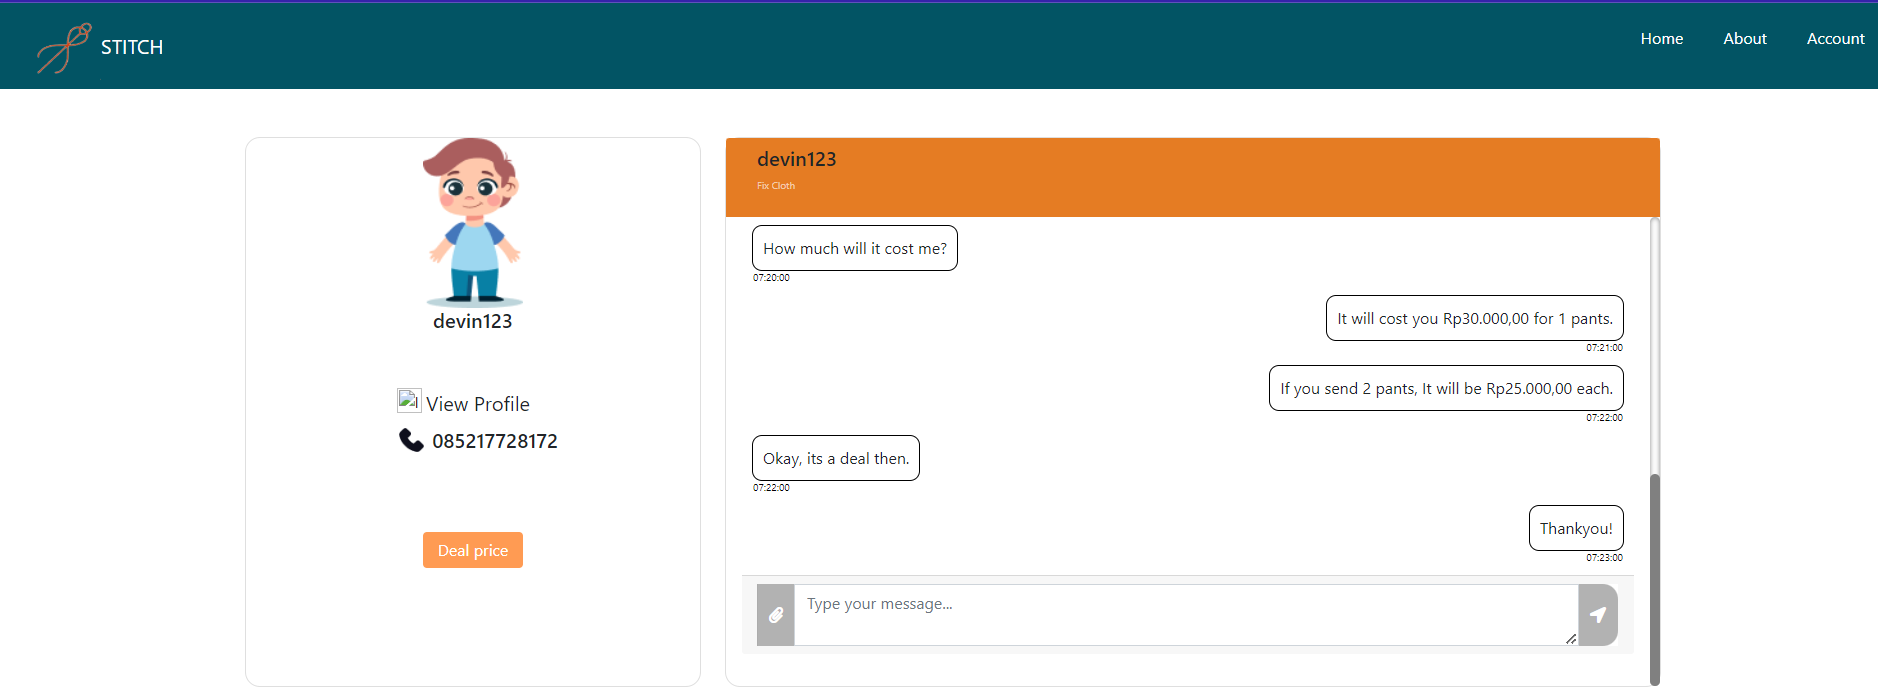 STITCH
Home
About
Account
devin123
View Profile
085217728172
Deal price
devin123
Fix Cloth
How much will it cost me?
07:20:00
It will cost you Rp30.000,00 for 1 pants.
07:21:00
If you send 2 pants, It will be Rp25.000,00 each.
07:22:00
Okay, its a deal then.
07:22:00
Thankyou!
07:23:00
Type your message...